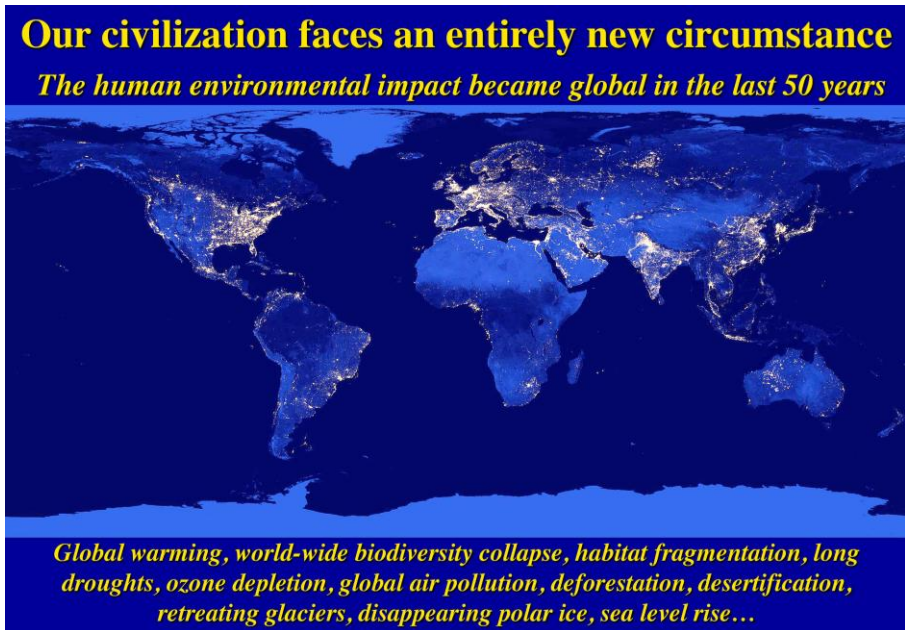 Our civilization faces an entirely new circumstance
The human environmental impact became global in the last 50 years
Global warming, world-wide biodiversity collapse, habitat fragmentation, long
droughts, ozone depletion, global air pollution, deforestation, desertification,
retreating glaciers, disappearing polar ice, sea level rise…